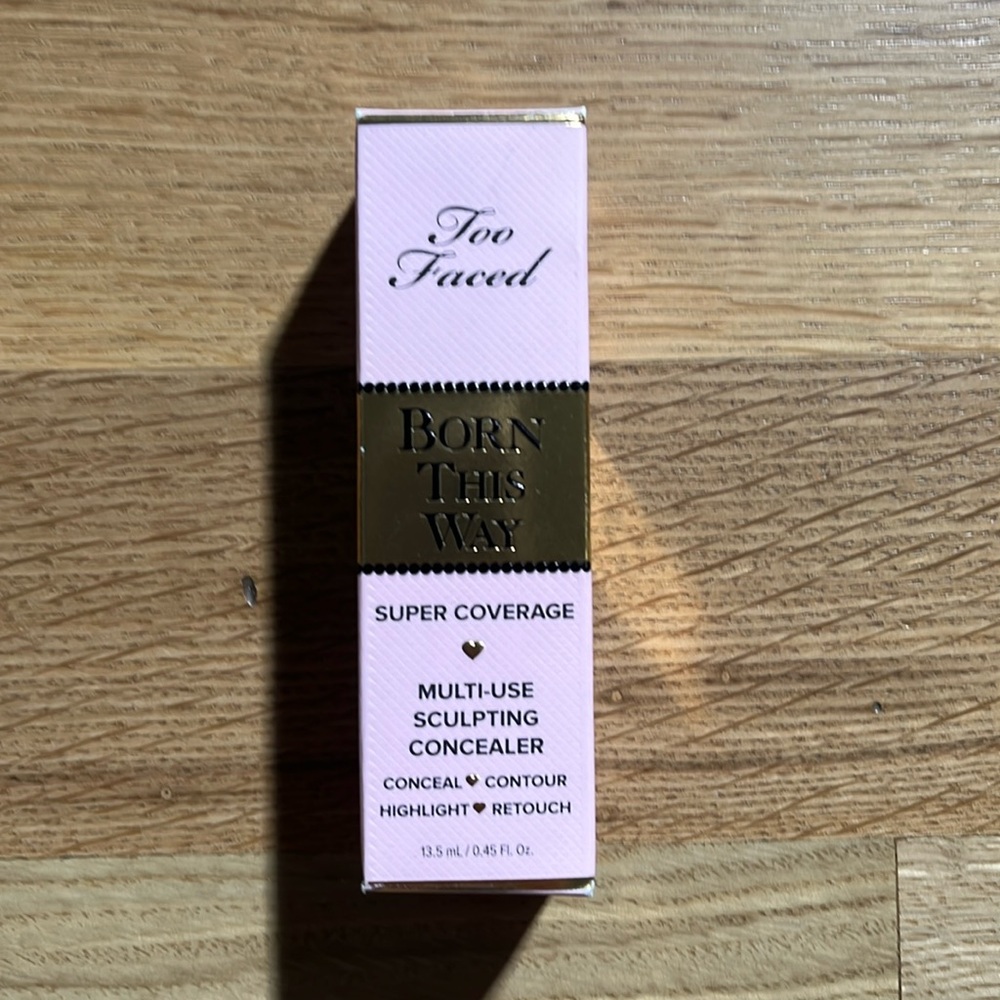 Too
Faced
BORN
THIS
WAY
SUPER COVERAGE
MULTI-USE
SCULPTING
CONCEALER
CONCEAL CONTOUR
HIGHLIGHT RETOUCH
13.5 mL / 0.45 Fl. Oz.